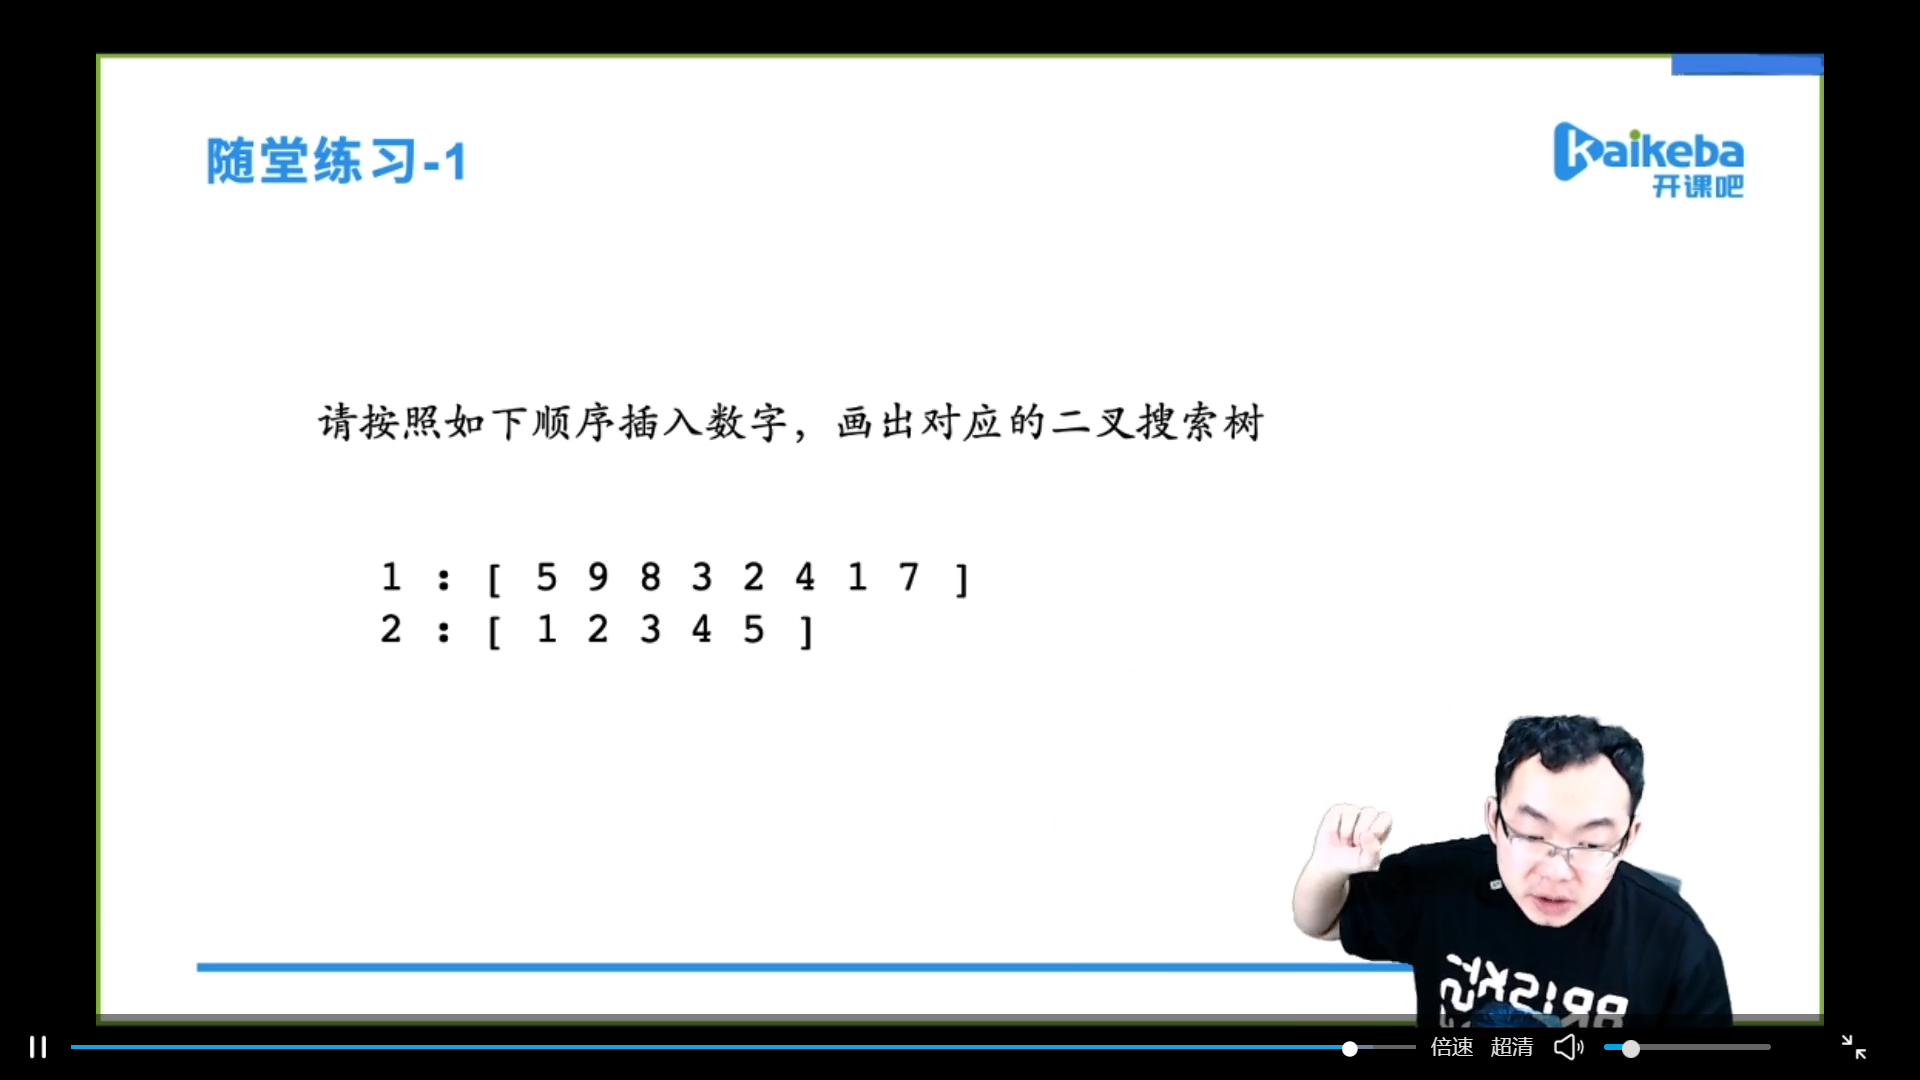 随堂练习-1
kaikeba
开课吧
请按照如下顺序插入数字，画出对应的二叉搜索树
1 : [ 5 9 8 3 2 4 1 7 ]
2 : [ 1 2 3 4 5 ]
倍速 超清